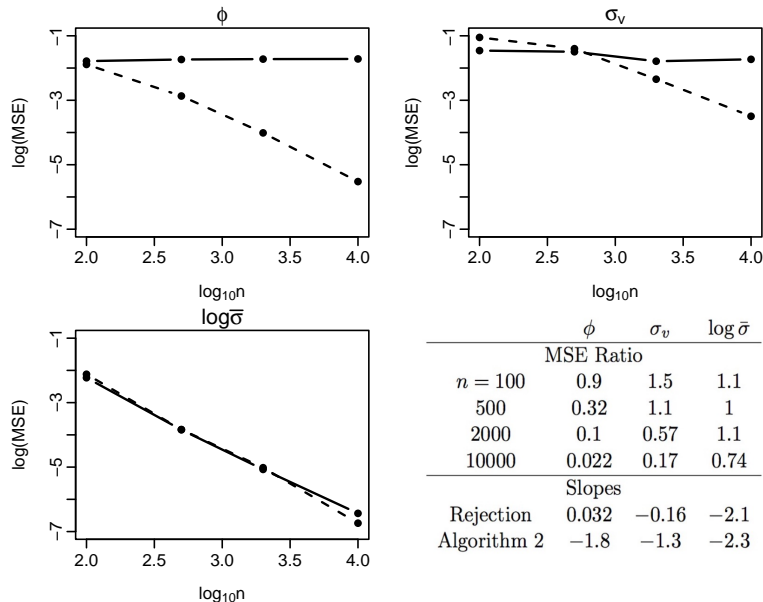 ϕ
log(MSE)
−1
−3
−5
−7
2.0 2.5 3.0 3.5 4.0
log₁₀n
σᵥ
log(MSE)
−1
−3
−5
−7
2.0 2.5 3.0 3.5 4.0
log₁₀n
logσ̅
log(MSE)
−1
−3
−5
−7
2.0 2.5 3.0 3.5 4.0
log₁₀n
ϕ σᵥ log σ̄
MSE Ratio
n = 100 0.9 1.5 1.1
500 0.32 1.1 1
2000 0.1 0.57 1.1
10000 0.022 0.17 0.74
Slopes
Rejection 0.032 −0.16 −2.1
Algorithm 2 −1.8 −1.3 −2.3